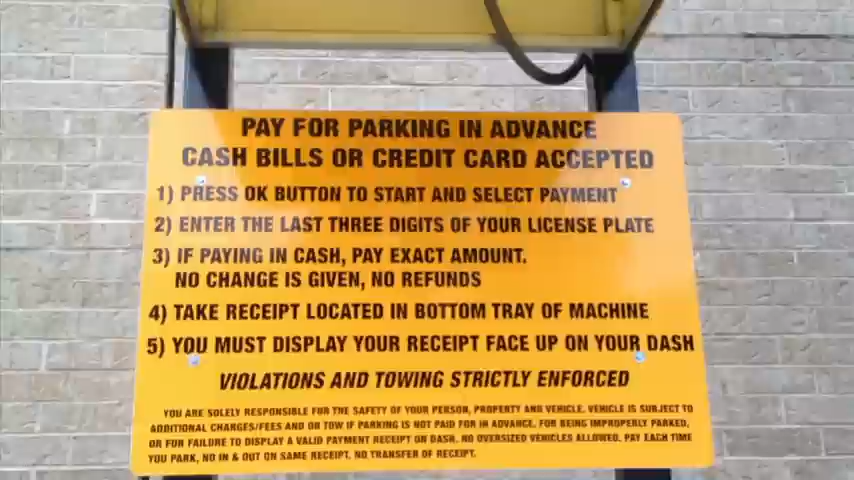 PAY FOR PARKING IN ADVANCE
CASH BILLS OR CREDIT CARD ACCEPTED
1) PRESS OK BUTTON TO START AND SELECT PAYMENT
2) ENTER THE LAST THREE DIGITS OF YOUR LICENSE PLATE
3) IF PAYING IN CASH, PAY EXACT AMOUNT.
NO CHANGE IS GIVEN, NO REFUNDS
4) TAKE RECEIPT LOCATED IN BOTTOM TRAY OF MACHINE
5) YOU MUST DISPLAY YOUR RECEIPT FACE UP ON YOUR DASH
VIOLATIONS AND TOWING STRICTLY ENFORCED
YOU ARE SOLELY RESPONSIBLE FOR THE SAFETY OF YOUR PERSON, PROPERTY AND VEHICLE. VEHICLE IS SUBJECT TO
ADDITIONAL CHARGES/FEES AND OR TOW IF PARKING IS NOT PAID FOR IN ADVANCE. FOR BEING IMPROPERLY PARKED,
OR FOR FAILURE TO DISPLAY A VALID PAYMENT RECEIPT ON DASH. NO OVERSIZED VEHICLES ALLOWED. PAY EACH TIME
YOU PARK, NO IN & OUT ON SAME RECEIPT. NO TRANSFER OF RECEIPT.